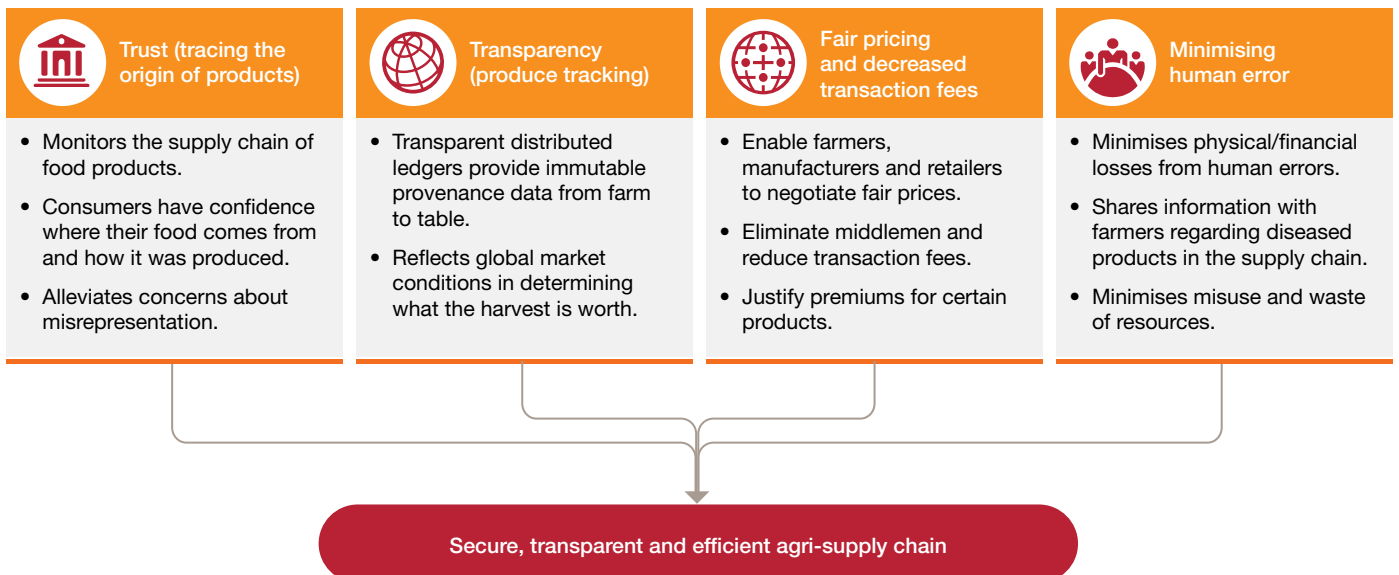 Trust (tracing the
origin of products)
• Monitors the supply chain of
food products.
• Consumers have confidence
where their food comes from
and how it was produced.
• Alleviates concerns about
misrepresentation.
Transparency
(produce tracking)
• Transparent distributed
ledgers provide immutable
provenance data from farm
to table.
• Reflects global market
conditions in determining
what the harvest is worth.
Fair pricing
and decreased
transaction fees
• Enable farmers,
manufacturers and retailers
to negotiate fair prices.
• Eliminate middlemen and
reduce transaction fees.
• Justify premiums for certain
products.
Minimising
human error
• Minimises physical/financial
losses from human errors.
• Shares information with
farmers regarding diseased
products in the supply chain.
• Minimises misuse and waste
of resources.
Secure, transparent and efficient agri-supply chain